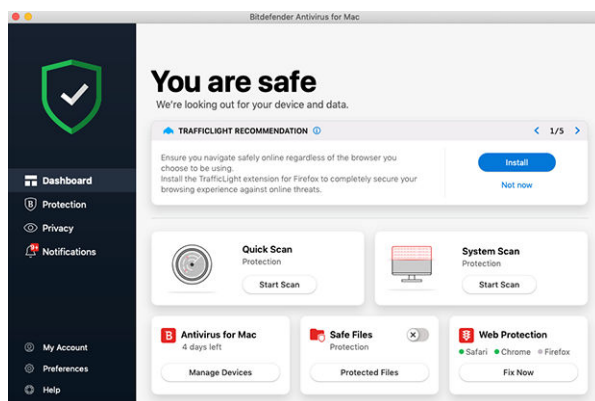 Bitdefender Antivirus for Mac
You are safe
We're looking out for your device and data.
TRAFFICLIGHT RECOMMENDATION
1/5
Ensure you navigate safely online regardless of the browser you
choose to be using.
Install the TrafficLight extension for Firefox to completely secure your
browsing experience against online threats.
Install
Not now
Dashboard
B Protection
Privacy
9+
Notifications
My Account
Preferences
Help
Quick Scan
Protection
Start Scan
System Scan
Protection
Start Scan
B Antivirus for Mac
4 days left
Manage Devices
Safe Files
Protection
Protected Files
Web Protection
Safari Chrome Firefox
Fix Now